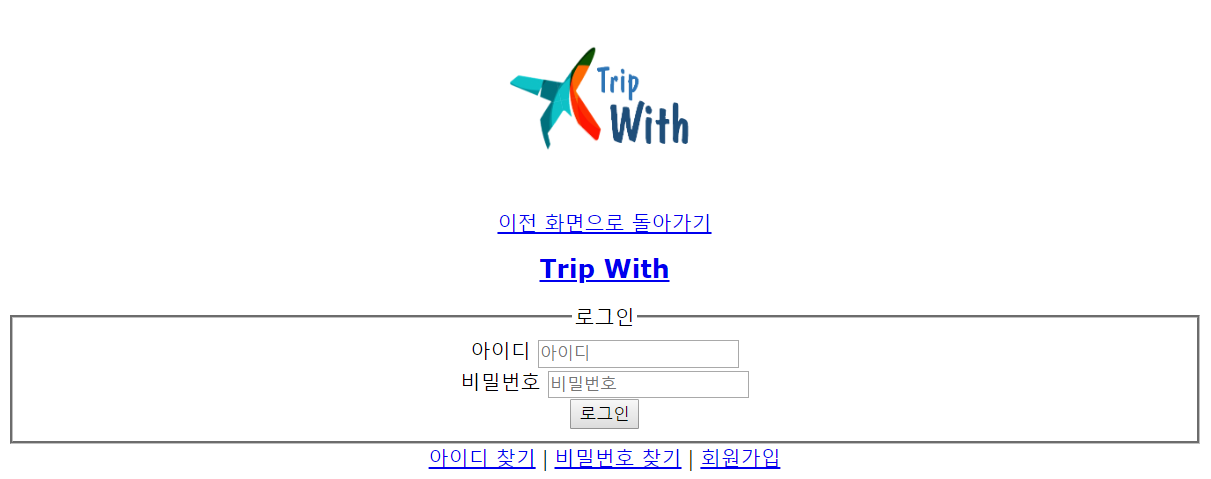 Trip
With
이전 화면으로 돌아가기
Trip With
로그인
아이디 아이디
비밀번호 비밀번호
로그인
아이디 찾기 | 비밀번호 찾기 | 회원가입